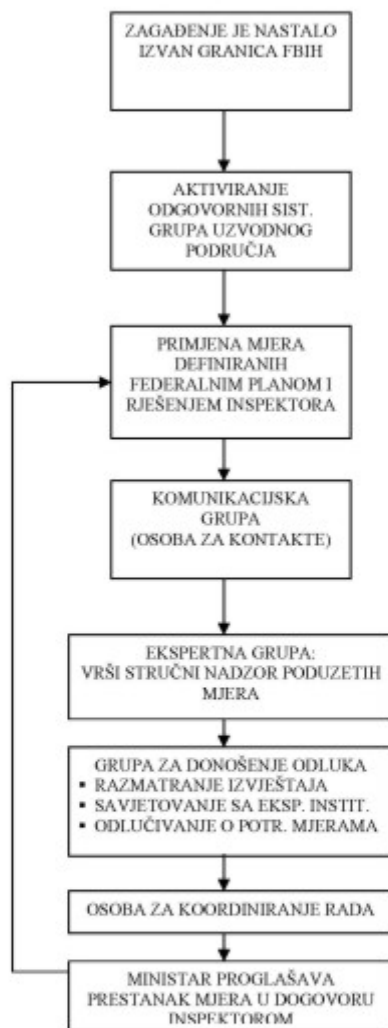 ZAGAĐENJE JE NASTALO
IZVAN GRANICA FBIH
AKTIVIRANJE
ODGOVORNIH SIST.
GRUPA UZVODNOG
PODRUČJA
PRIMJENA MJERA
DEFINIRANIH
FEDERALNIM PLANOM I
RJEŠENJEM INSPEKTORA
KOMUNIKACIJSKA
GRUPA
(OSOBA ZA KONTAKTE)
EKSPERTNA GRUPA:
VRŠI STRUČNI NADZOR PODUZETIH
MJERA
GRUPA ZA DONOŠENJE ODLUKA
▪ RAZMATRANJE IZVJEŠTAJA
▪ SAVJETOVANJE SA EKSP. INSTIT.
▪ ODLUČIVANJE O POTR. MJERAMA
OSOBA ZA KOORDINIRANJE RADA
MINISTAR PROGLAŠAVA
PRESTANAK MJERA U DOGOVORU
INSPEKTOROM